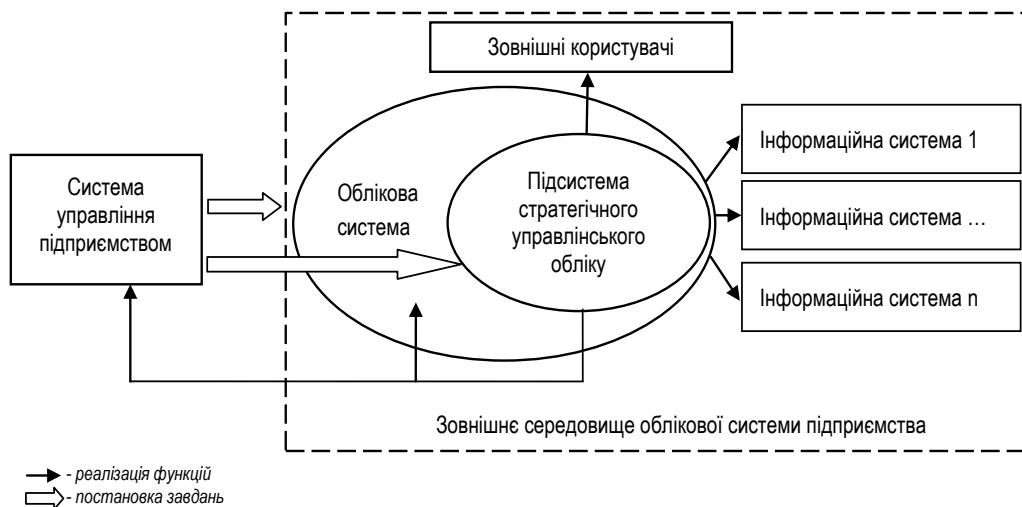 Зовнішні користувачі
Інформаційна система 1
Система
управління
підприємством
Облікова
система
Підсистема
стратегічного
управлінського
обліку
Інформаційна система …
Інформаційна система n
Зовнішнє середовище облікової системи підприємства
- реалізація функцій
- постановка завдань